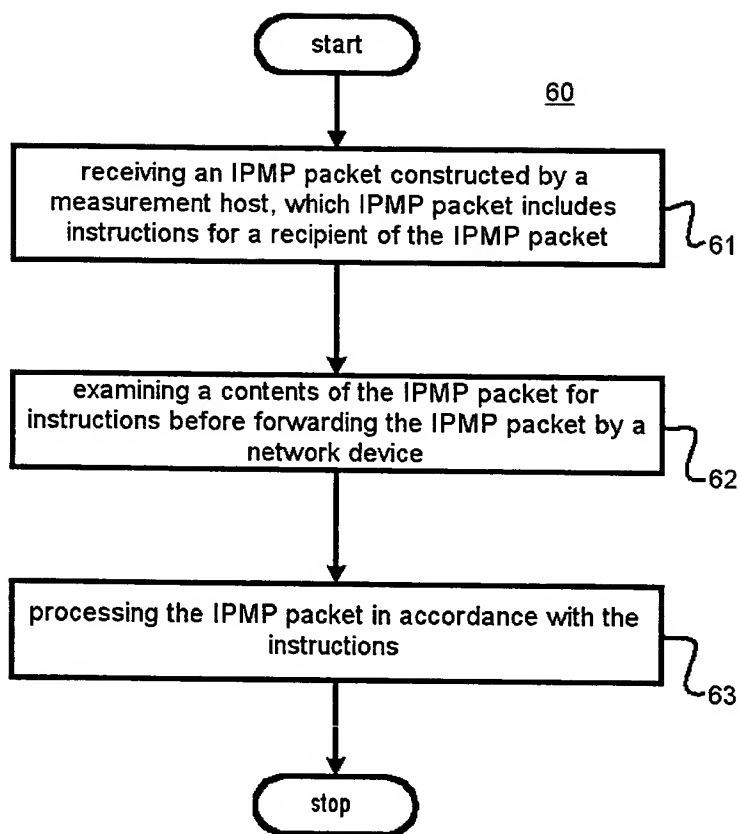 start
60
receiving an IPMP packet constructed by a
measurement host, which IPMP packet includes
instructions for a recipient of the IPMP packet
61
examining a contents of the IPMP packet for
instructions before forwarding the IPMP packet by a
network device
62
processing the IPMP packet in accordance with the
instructions
63
stop